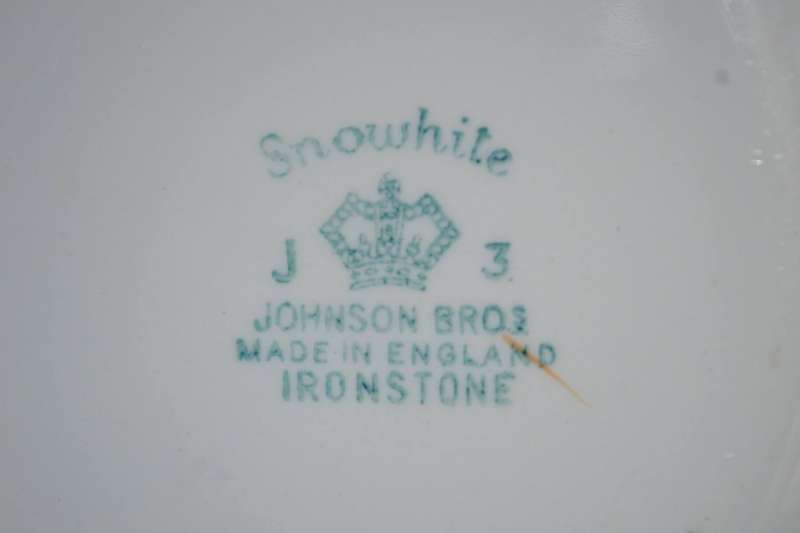 Snowhite
J 3
JOHNSON BROS
MADE IN ENGLAND
IRONSTONE